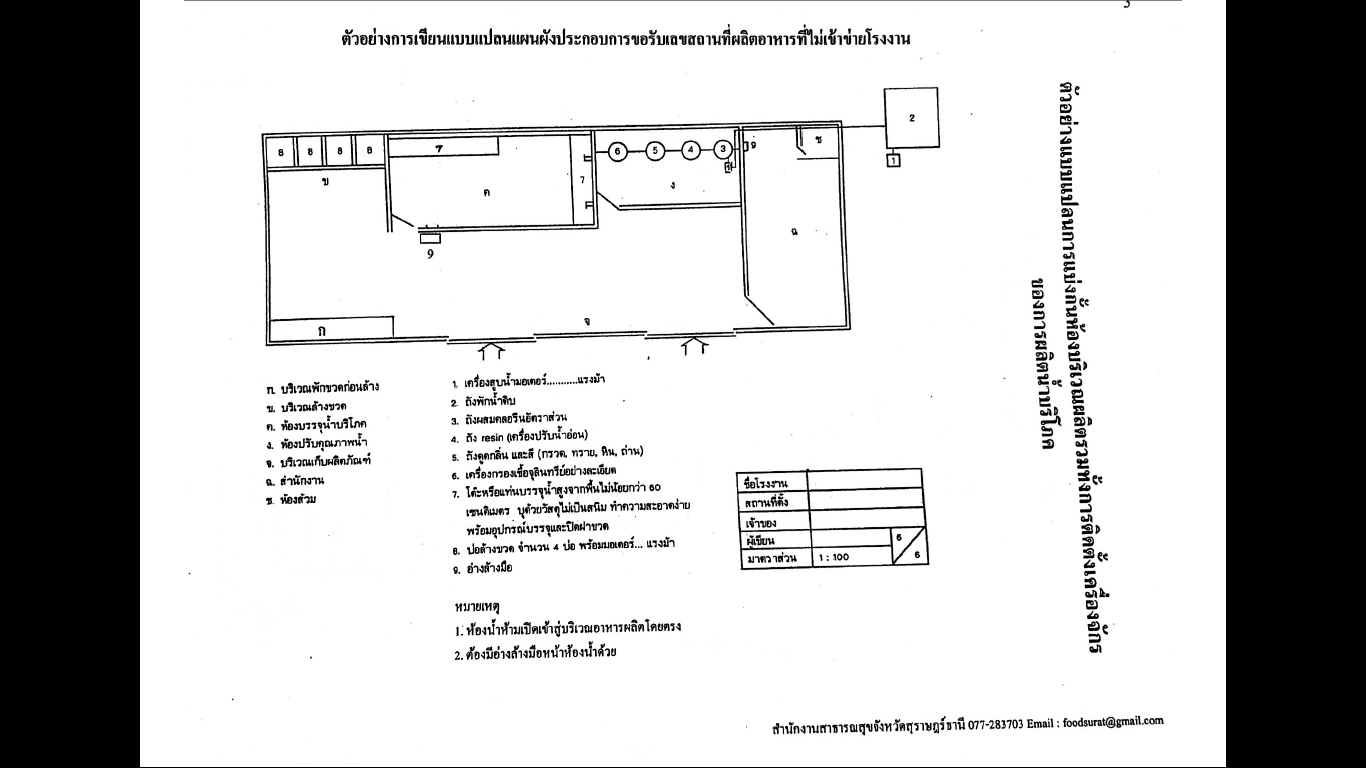 ตัวอย่างการเขียนแบบแปลนแผนผังประกอบการขอรับเลขสถานที่ผลิตอาหารที่ไม่เข้าข่ายโรงงาน
ตัวอย่างแบบแปลนการแบ่งกั้นห้องบริเวณผลิตรวมทั้งการติดตั้งเครื่องจักร
ของการผลิตน้ำบริโภค
2
1
8 8 8 8
7
6 5 4 3
9
ช
ข
ค
7
ง
ฉ
9
ก
จ
ก. บริเวณพักขวดก่อนล้าง
ข. บริเวณล้างขวด
ค. ห้องบรรจุน้ำบริโภค
ง. ห้องปรับคุณภาพน้ำ
จ. บริเวณเก็บผลิตภัณฑ์
ฉ. สำนักงาน
ช. ห้องส้วม
1. เครื่องสูบน้ำมอเตอร์...........แรงม้า
2. ถังพักน้ำดิบ
3. ถังผสมคลอรีนอัตราส่วน
4. ถัง resin (เครื่องปรับน้ำอ่อน)
5. ถังดูดกลิ่น และสี (กรวด, ทราย, หิน, ถ่าน)
6. เครื่องกรองเชื้อจุลินทรีย์อย่างละเอียด
7. โต๊ะหรือแท่นบรรจุน้ำสูงจากพื้นไม่น้อยกว่า 60
เซนติเมตร บุด้วยวัสดุไม่เป็นสนิม ทำความสะอาดง่าย
พร้อมอุปกรณ์บรรจุและปิดฝาขวด
8. บ่อล้างขวด จำนวน 4 บ่อ พร้อมมอเตอร์... แรงม้า
9. อ่างล้างมือ
ชื่อโรงงาน
สถานที่ตั้ง
เจ้าของ
ผู้เขียน
มาตราส่วน 1 : 100
6
6
หมายเหตุ
1. ห้องน้ำห้ามเปิดเข้าสู่บริเวณอาหารผลิตโดยตรง
2. ต้องมีอ่างล้างมือหน้าห้องน้ำด้วย
สำนักงานสาธารณสุขจังหวัดสุราษฎร์ธานี 077-283703 Email : foodsurat@gmail.com